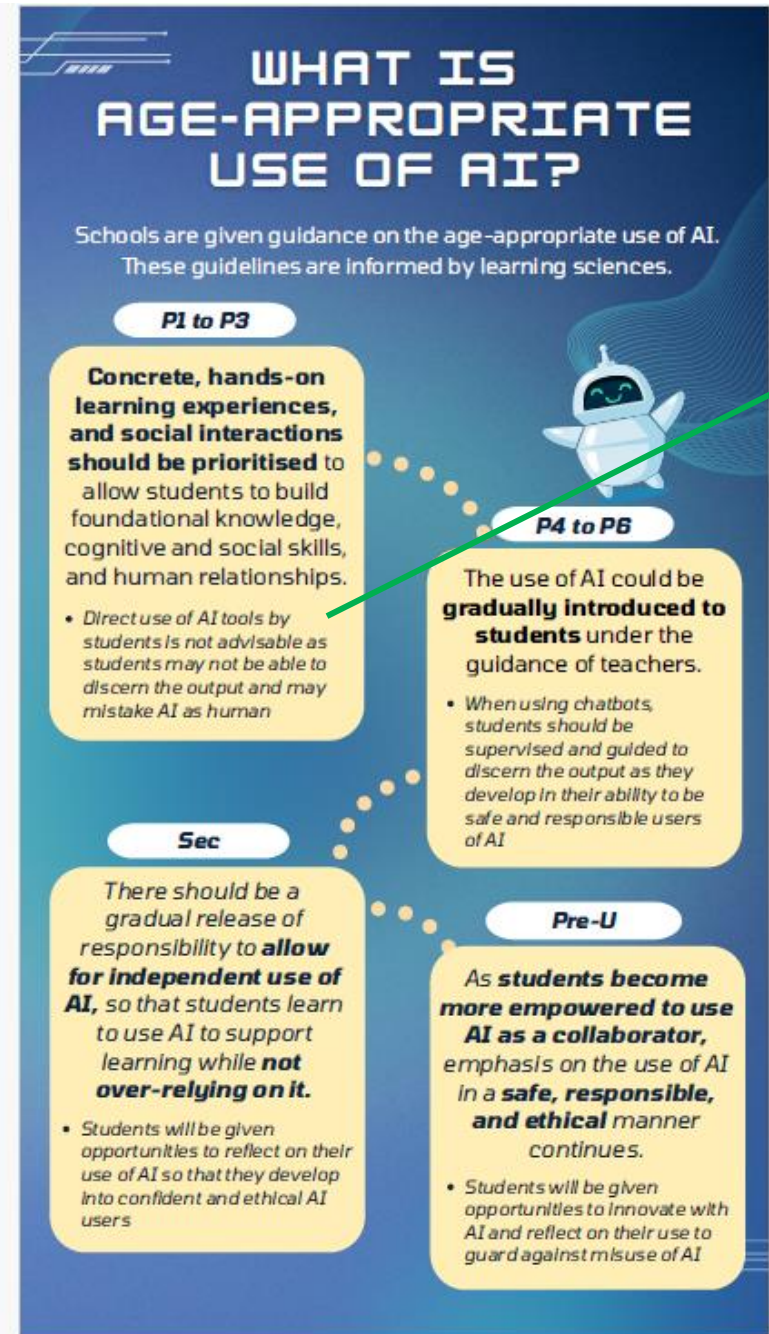 WHAT IS
AGE-APPROPRIATE
USE OF AI?
Schools are given guidance on the age-appropriate use of AI.
These guidelines are informed by learning sciences.
P1 to P3
Concrete, hands-on
learning experiences,
and social interactions
should be prioritised to
allow students to build
foundational knowledge,
cognitive and social skills,
and human relationships.
• Direct use of AI tools by
students is not advisable as
students may not be able to
discern the output and may
mistake AI as human
P4 to P6
The use of AI could be
gradually introduced to
students under the
guidance of teachers.
• When using chatbots,
students should be
supervised and guided to
discern the output as they
develop in their ability to be
safe and responsible users
of AI
Sec
There should be a
gradual release of
responsibility to allow
for independent use of
AI, so that students learn
to use AI to support
learning while not
over-relying on it.
• Students will be given
opportunities to reflect on their
use of AI so that they develop
into confident and ethical AI
users
Pre-U
As students become
more empowered to use
AI as a collaborator,
emphasis on the use of AI
in a safe, responsible,
and ethical manner
continues.
• Students will be given
opportunities to innovate with
AI and reflect on their use to
guard against misuse of AI